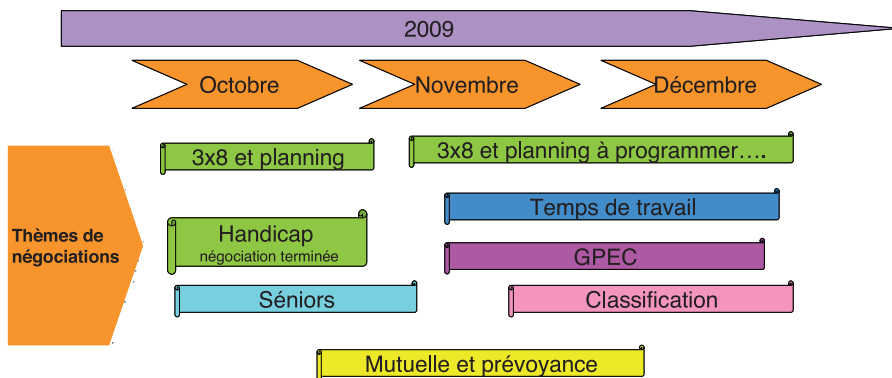 2009
Octobre
Novembre
Décembre
3x8 et planning
3x8 et planning à programmer....
Thèmes de
négociations
Temps de travail
Handicap
négociation terminée
GPEC
Séniors
Classification
Mutuelle et prévoyance